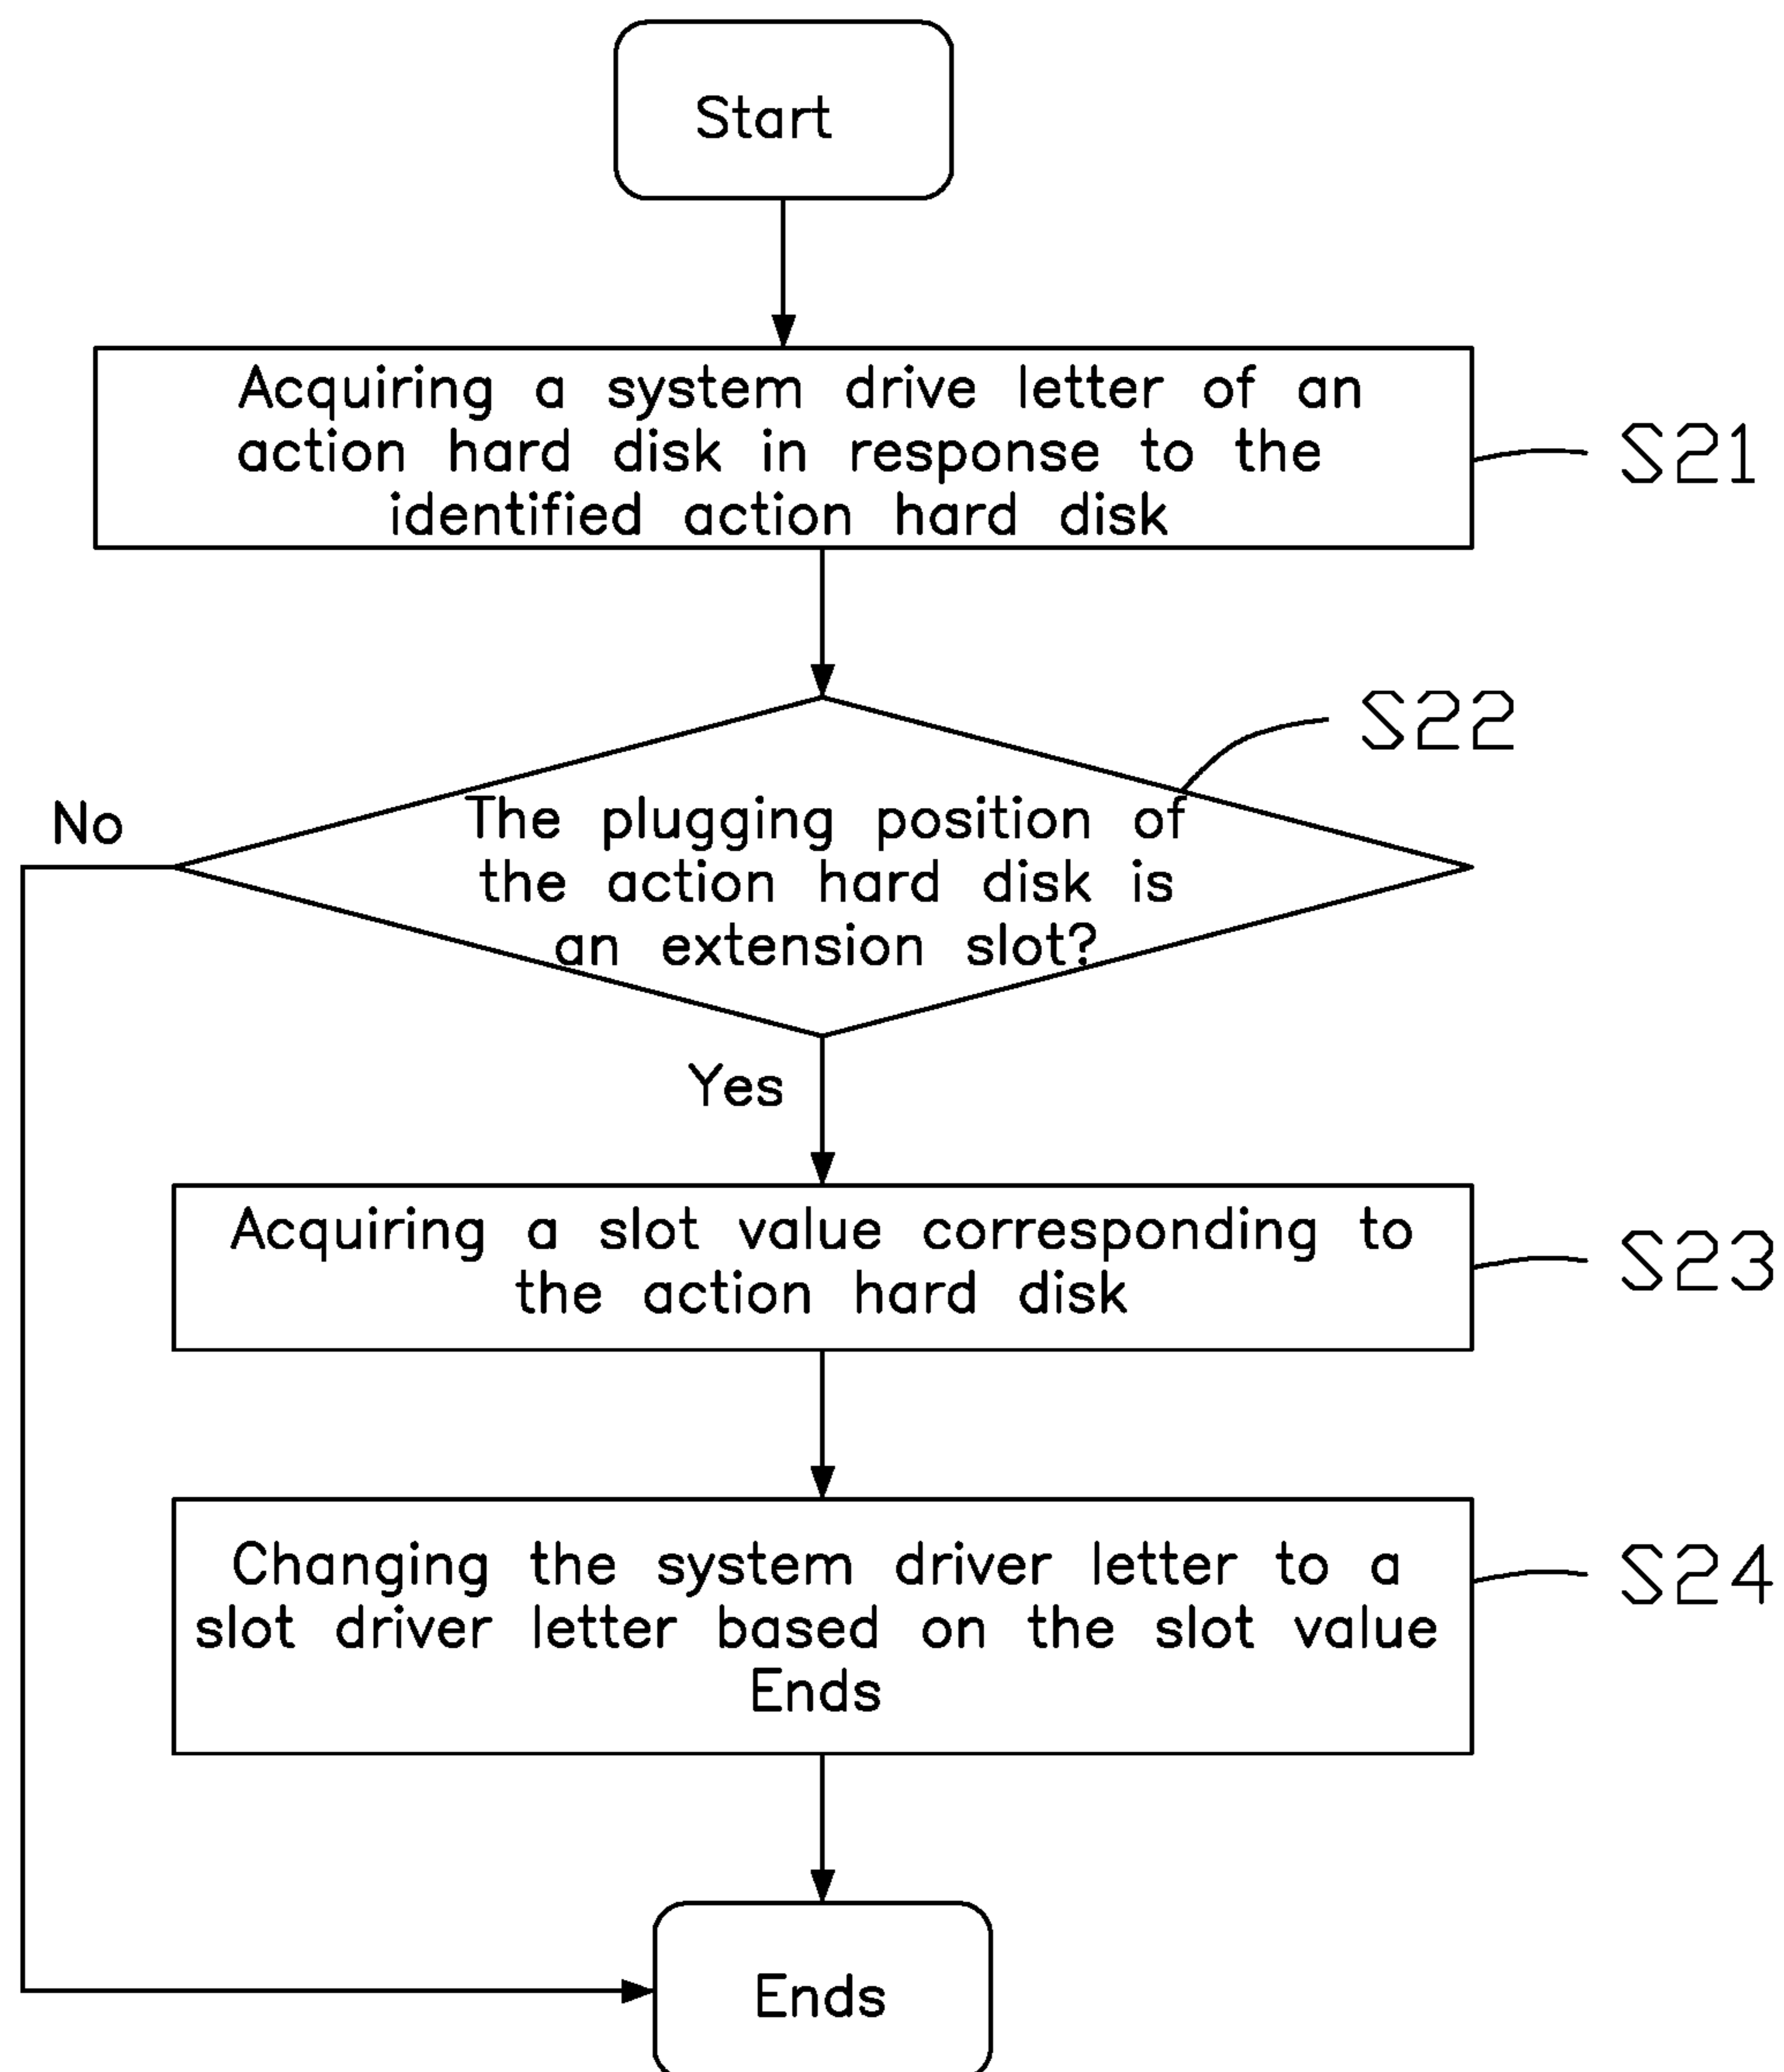 Start
Acquiring a system drive letter of an
action hard disk in response to the
identified action hard disk
S21
S22
No
The plugging position of
the action hard disk is
an extension slot?
Yes
Acquiring a slot value corresponding to
the action hard disk
S23
Changing the system driver letter to a
slot driver letter based on the slot value
Ends
S24
Ends